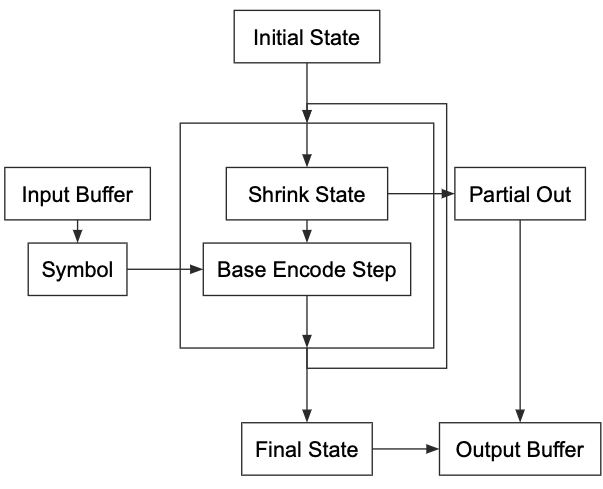 Initial State
Input Buffer
Shrink State
Partial Out
Symbol
Base Encode Step
Final State
Output Buffer